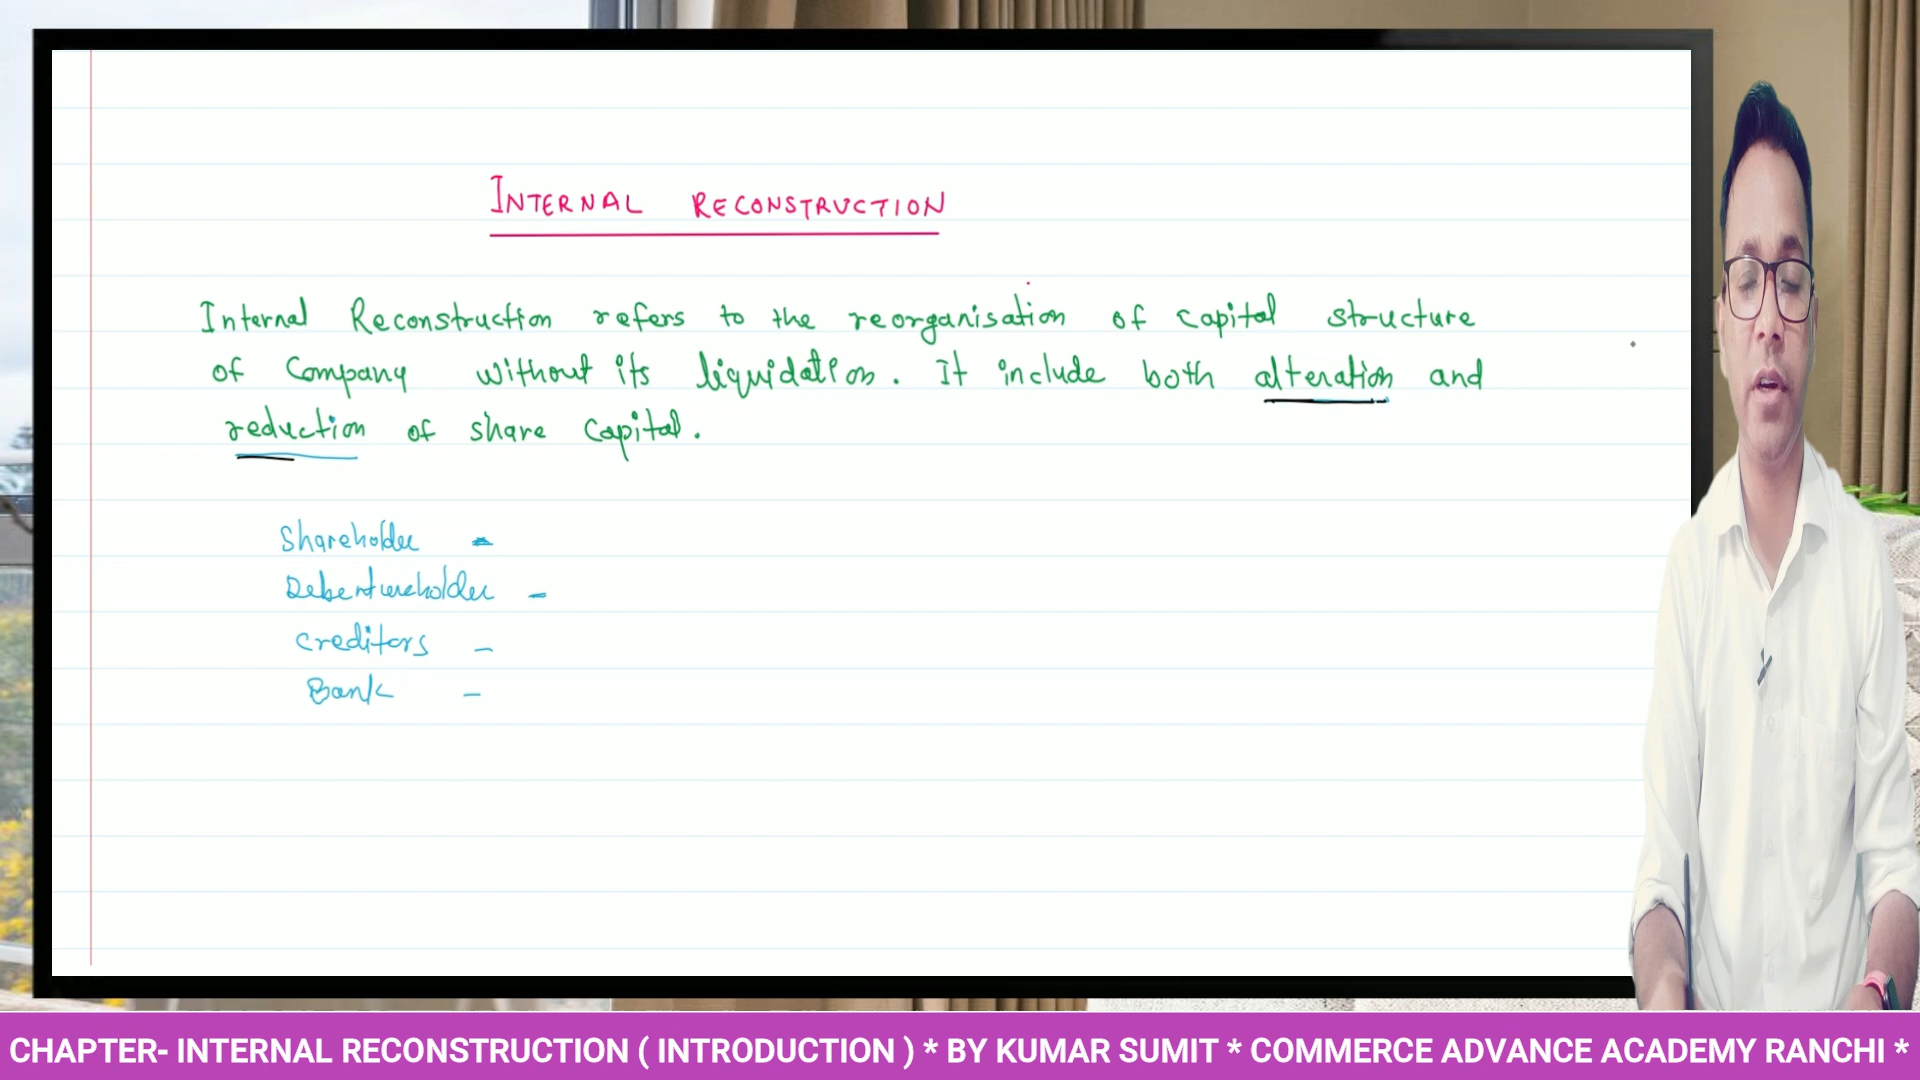 INTERNAL RECONSTRUCTION
Internal Reconstruction refers to the reorganisation of capital structure
of Company without its liquidation. It include both alteration and
reduction of share Capital.
Shareholder -
Debentureholder -
Creditors -
Bank -
CHAPTER- INTERNAL RECONSTRUCTION ( INTRODUCTION ) * BY KUMAR SUMIT * COMMERCE ADVANCE ACADEMY RANCHI *